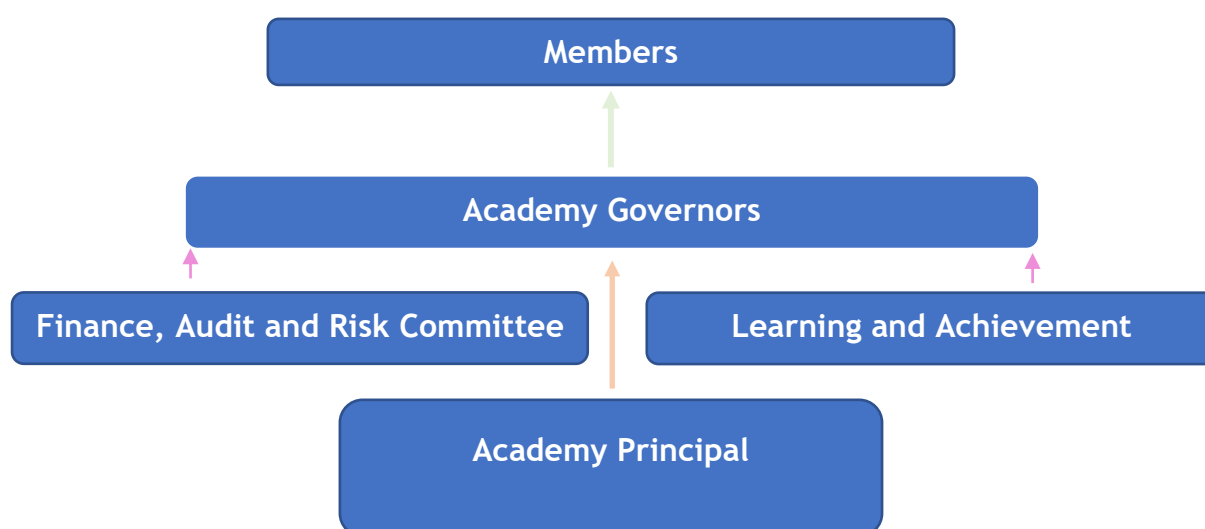 Members
Academy Governors
Finance, Audit and Risk Committee
Learning and Achievement
Academy Principal